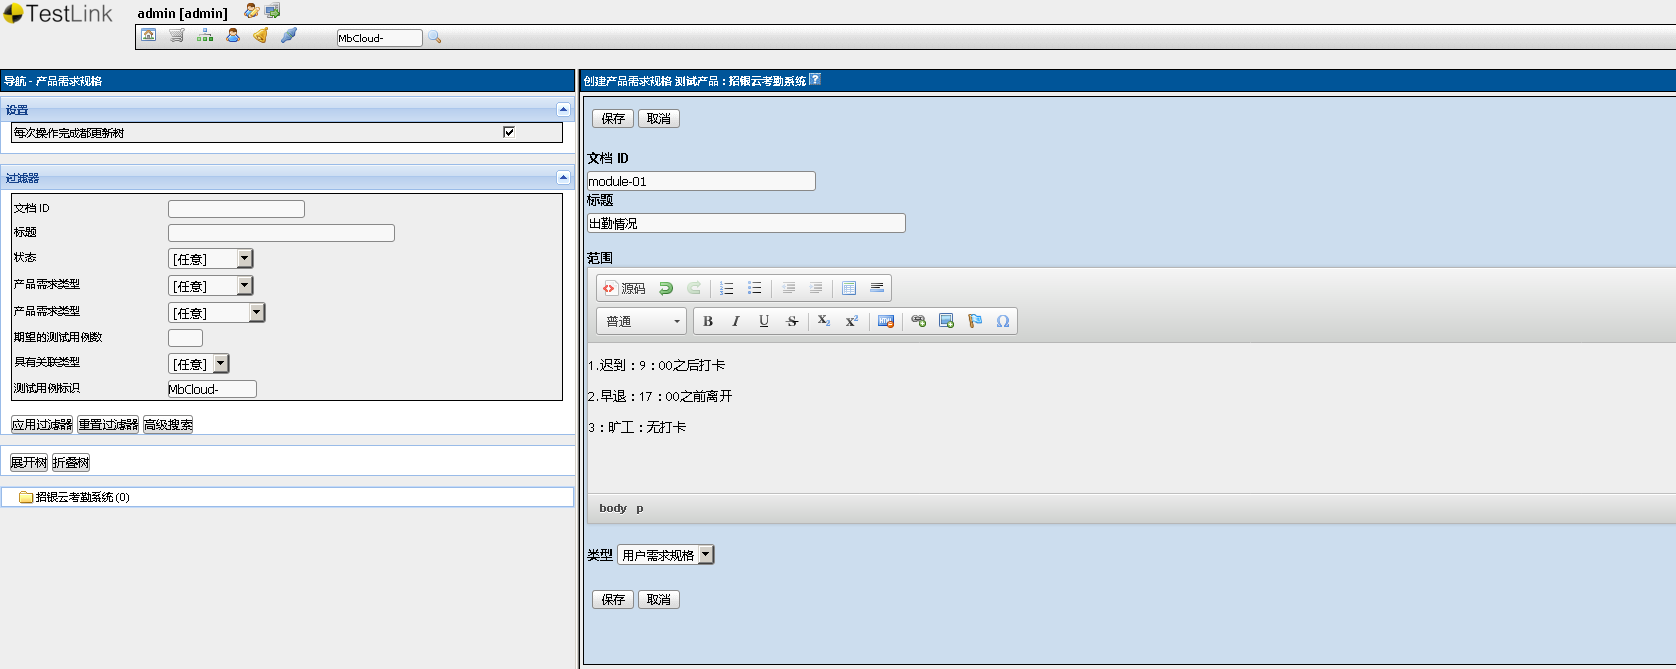 TestLink
admin [admin]
MbCloud-
导航 - 产品需求规格
设置
每次操作完成都更新树
过滤器
文档 ID
标题
状态 [任意]
产品需求类型 [任意]
产品需求类型 [任意]
期望的测试用例数
具有关联类型 [任意]
测试用例标识 MbCloud-
应用过滤器 重置过滤器 高级搜索
展开树 折叠树
招银云考勤系统 (0)
创建产品需求规格 测试产品：招银云考勤系统 ?
保存 取消
文档 ID
module-01
标题
出勤情况
范围
源码
普通 B I U S X₂ X² Ω
1.迟到：9：00之后打卡
2.早退：17：00之前离开
3：旷工：无打卡
body p
类型 用户需求规格
保存 取消